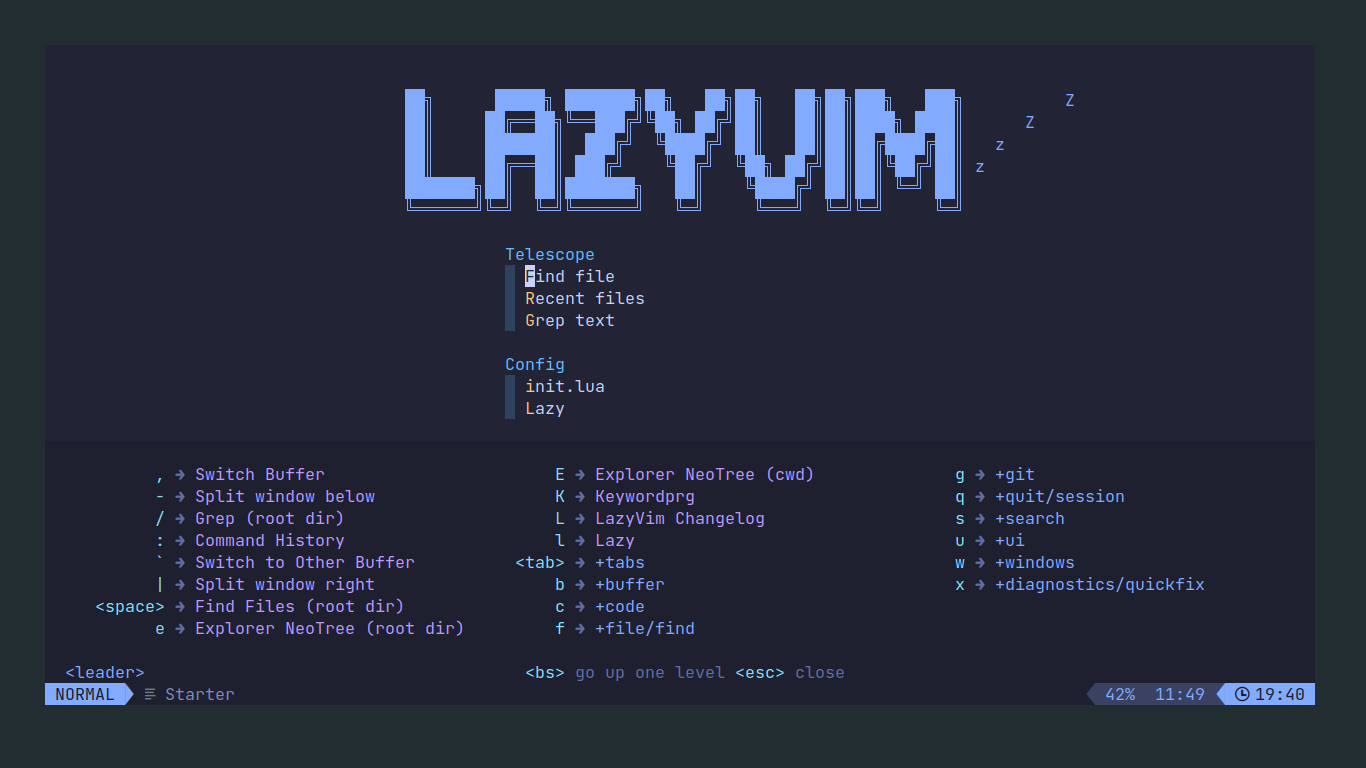 LAZYVIM
Z
Z
z
z
Telescope
Find file
Recent files
Grep text
Config
init.lua
Lazy
, ➜ Switch Buffer
- ➜ Split window below
/ ➜ Grep (root dir)
: ➜ Command History
` ➜ Switch to Other Buffer
| ➜ Split window right
<space> ➜ Find Files (root dir)
e ➜ Explorer NeoTree (root dir)
E ➜ Explorer NeoTree (cwd)
K ➜ Keywordprg
L ➜ LazyVim Changelog
l ➜ Lazy
<tab> ➜ +tabs
b ➜ +buffer
c ➜ +code
f ➜ +file/find
g ➜ +git
q ➜ +quit/session
s ➜ +search
u ➜ +ui
w ➜ +windows
x ➜ +diagnostics/quickfix
<leader> <bs> go up one level <esc> close
NORMAL Starter 42% 11:49 19:40